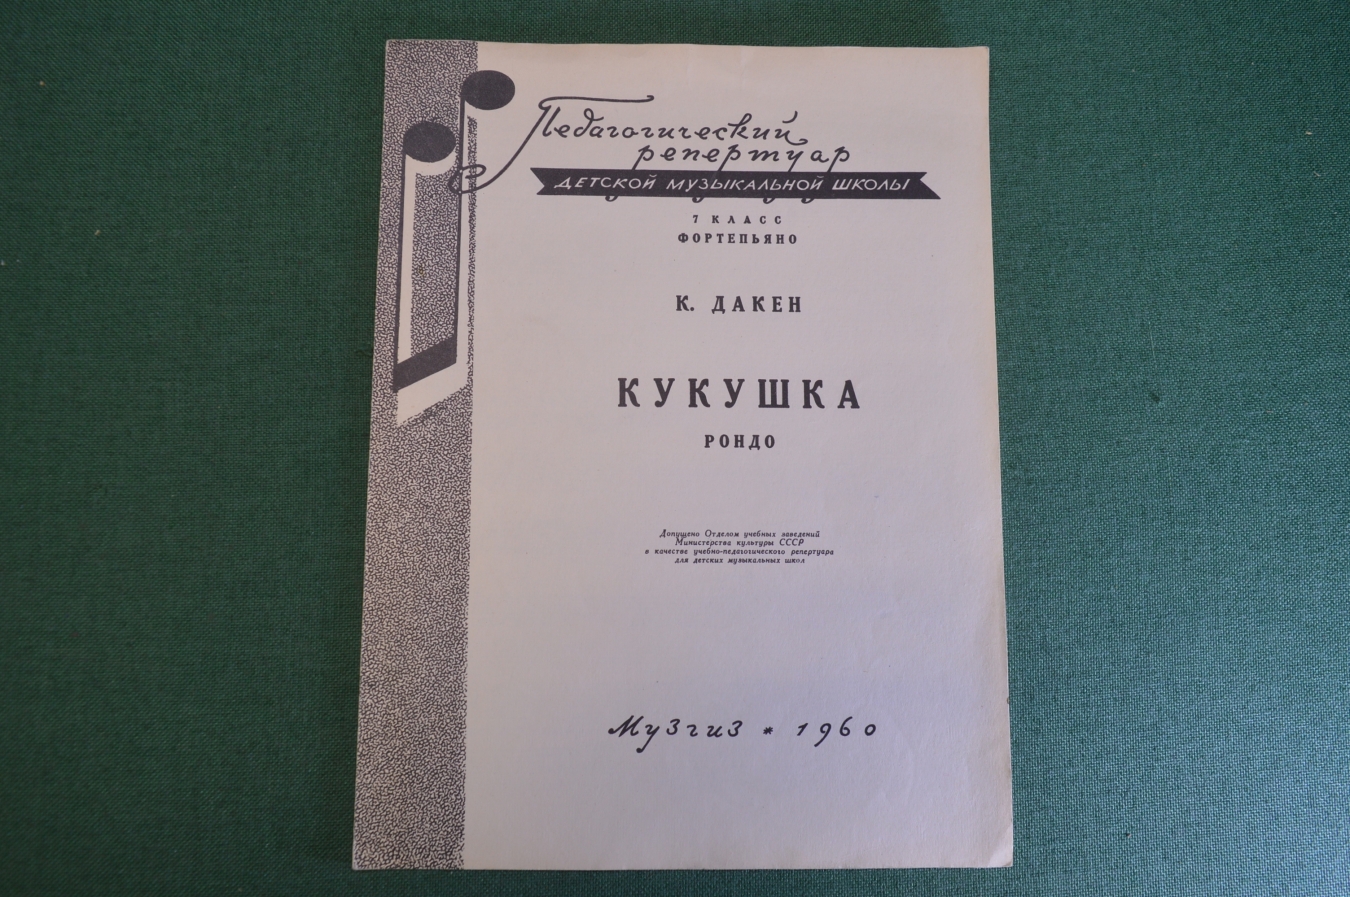 Педагогический
репертуар
ДЕТСКОЙ МУЗЫКАЛЬНОЙ ШКОЛЫ
7 КЛАСС
ФОРТЕПЬЯНО
К. ДАКЕН
КУКУШКА
РОНДО
Допущено Отделом учебных заведений
Министерства культуры СССР
в качестве учебно-педагогического репертуара
для детских музыкальных школ
Музгиз * 1960